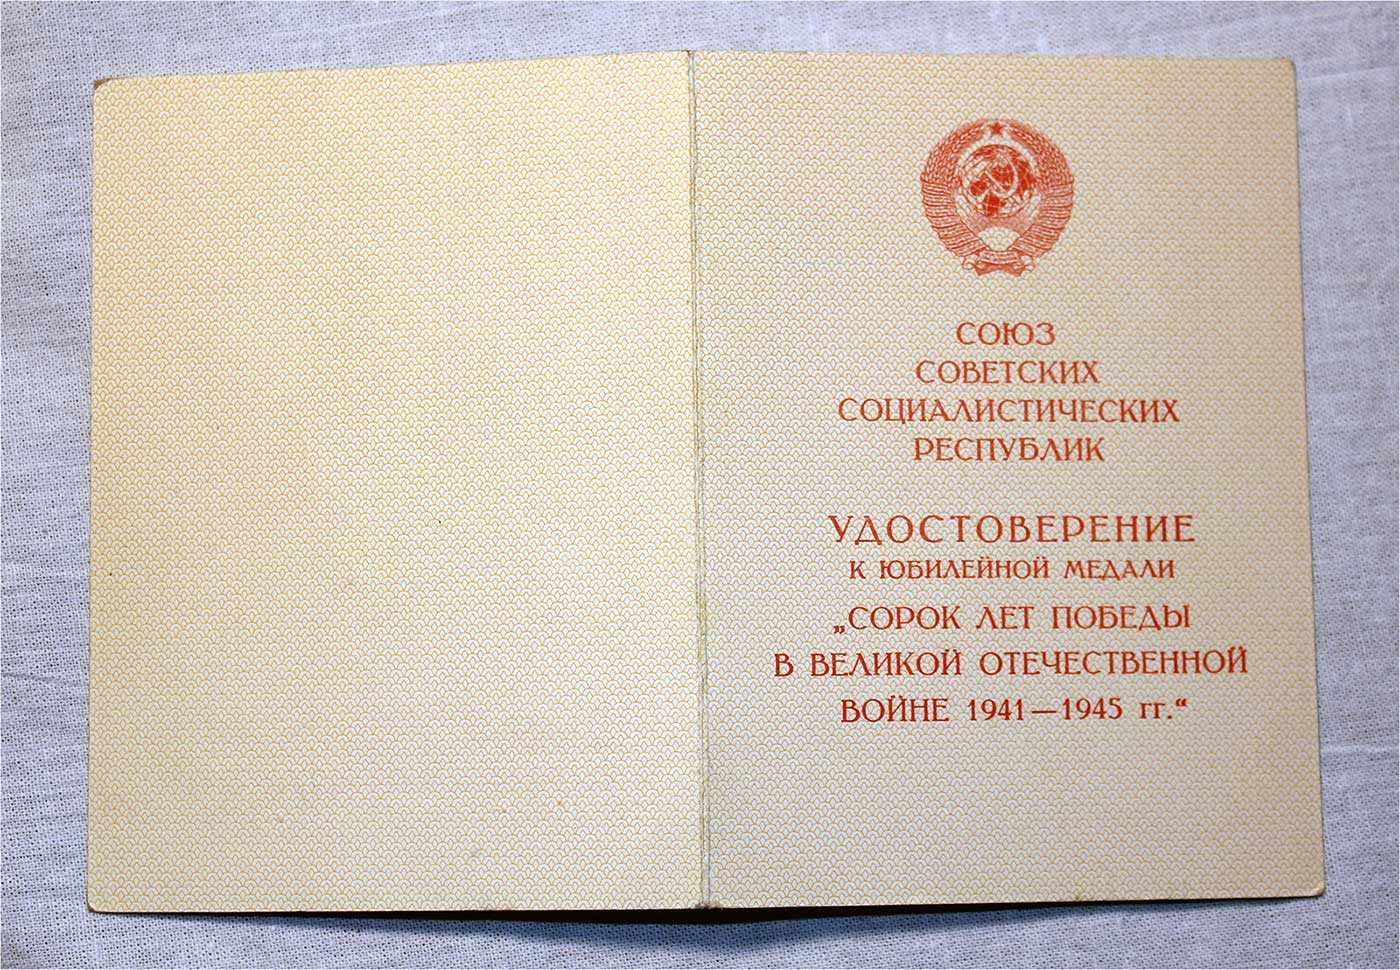 СОЮЗ
СОВЕТСКИХ
СОЦИАЛИСТИЧЕСКИХ
РЕСПУБЛИК
УДОСТОВЕРЕНИЕ
К ЮБИЛЕЙНОЙ МЕДАЛИ
„СОРОК ЛЕТ ПОБЕДЫ
В ВЕЛИКОЙ ОТЕЧЕСТВЕННОЙ
ВОЙНЕ 1941—1945 гг.“